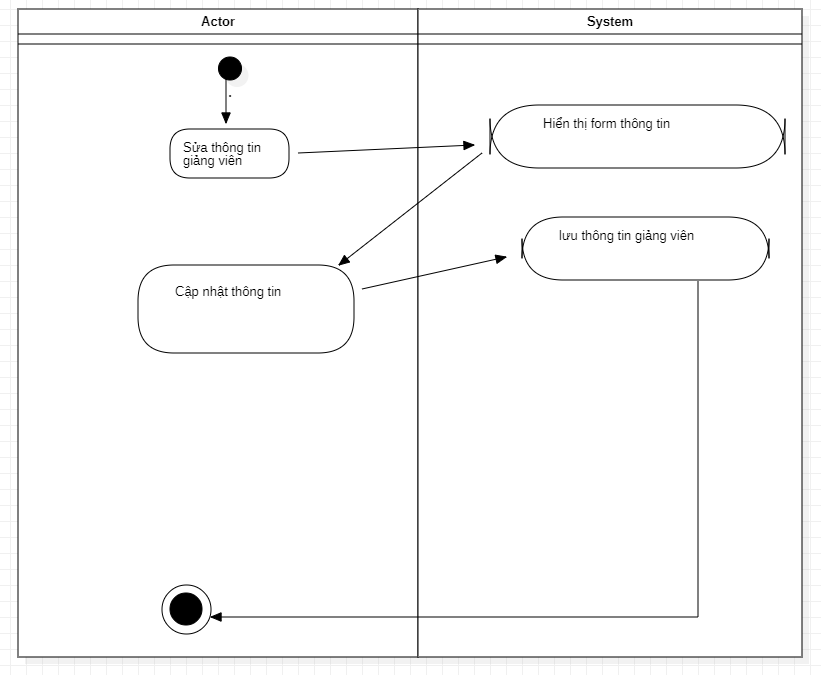 Actor
System
Sửa thông tin
giảng viên
Hiển thị form thông tin
lưu thông tin giảng viên
Cập nhật thông tin